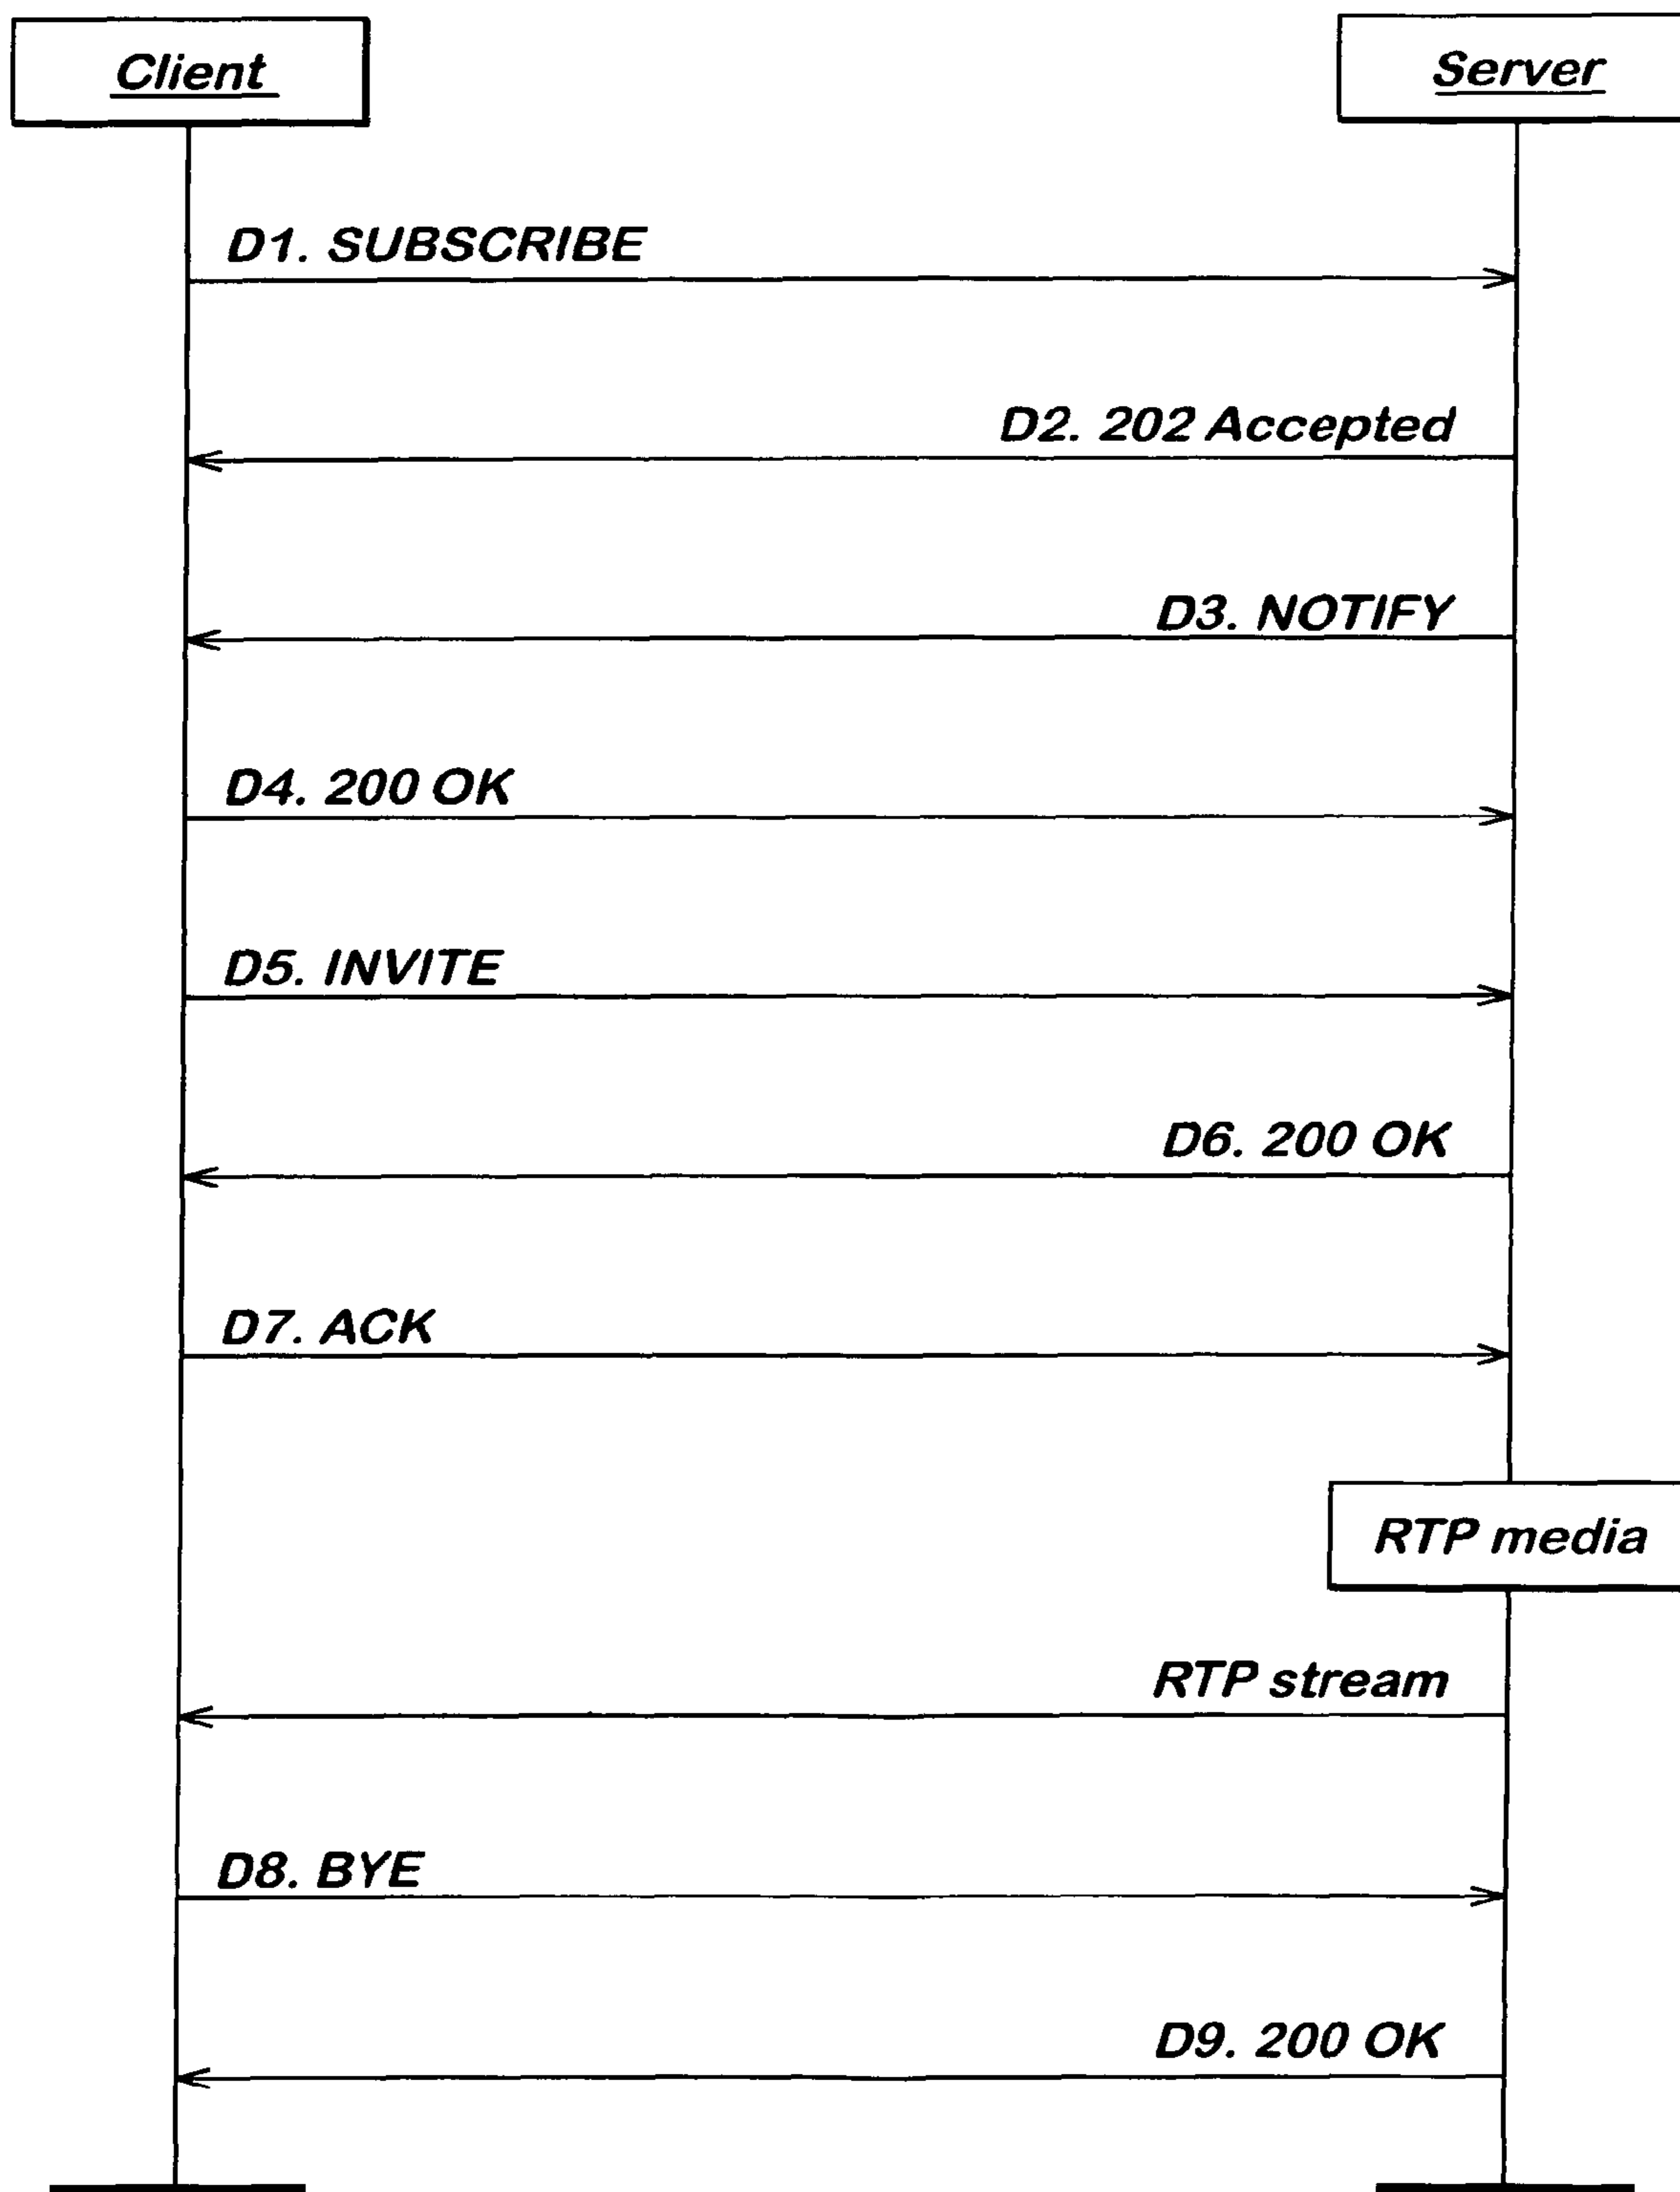 Client
Server
D1. SUBSCRIBE
D2. 202 Accepted
D3. NOTIFY
D4. 200 OK
D5. INVITE
D6. 200 OK
D7. ACK
RTP media
RTP stream
D8. BYE
D9. 200 OK